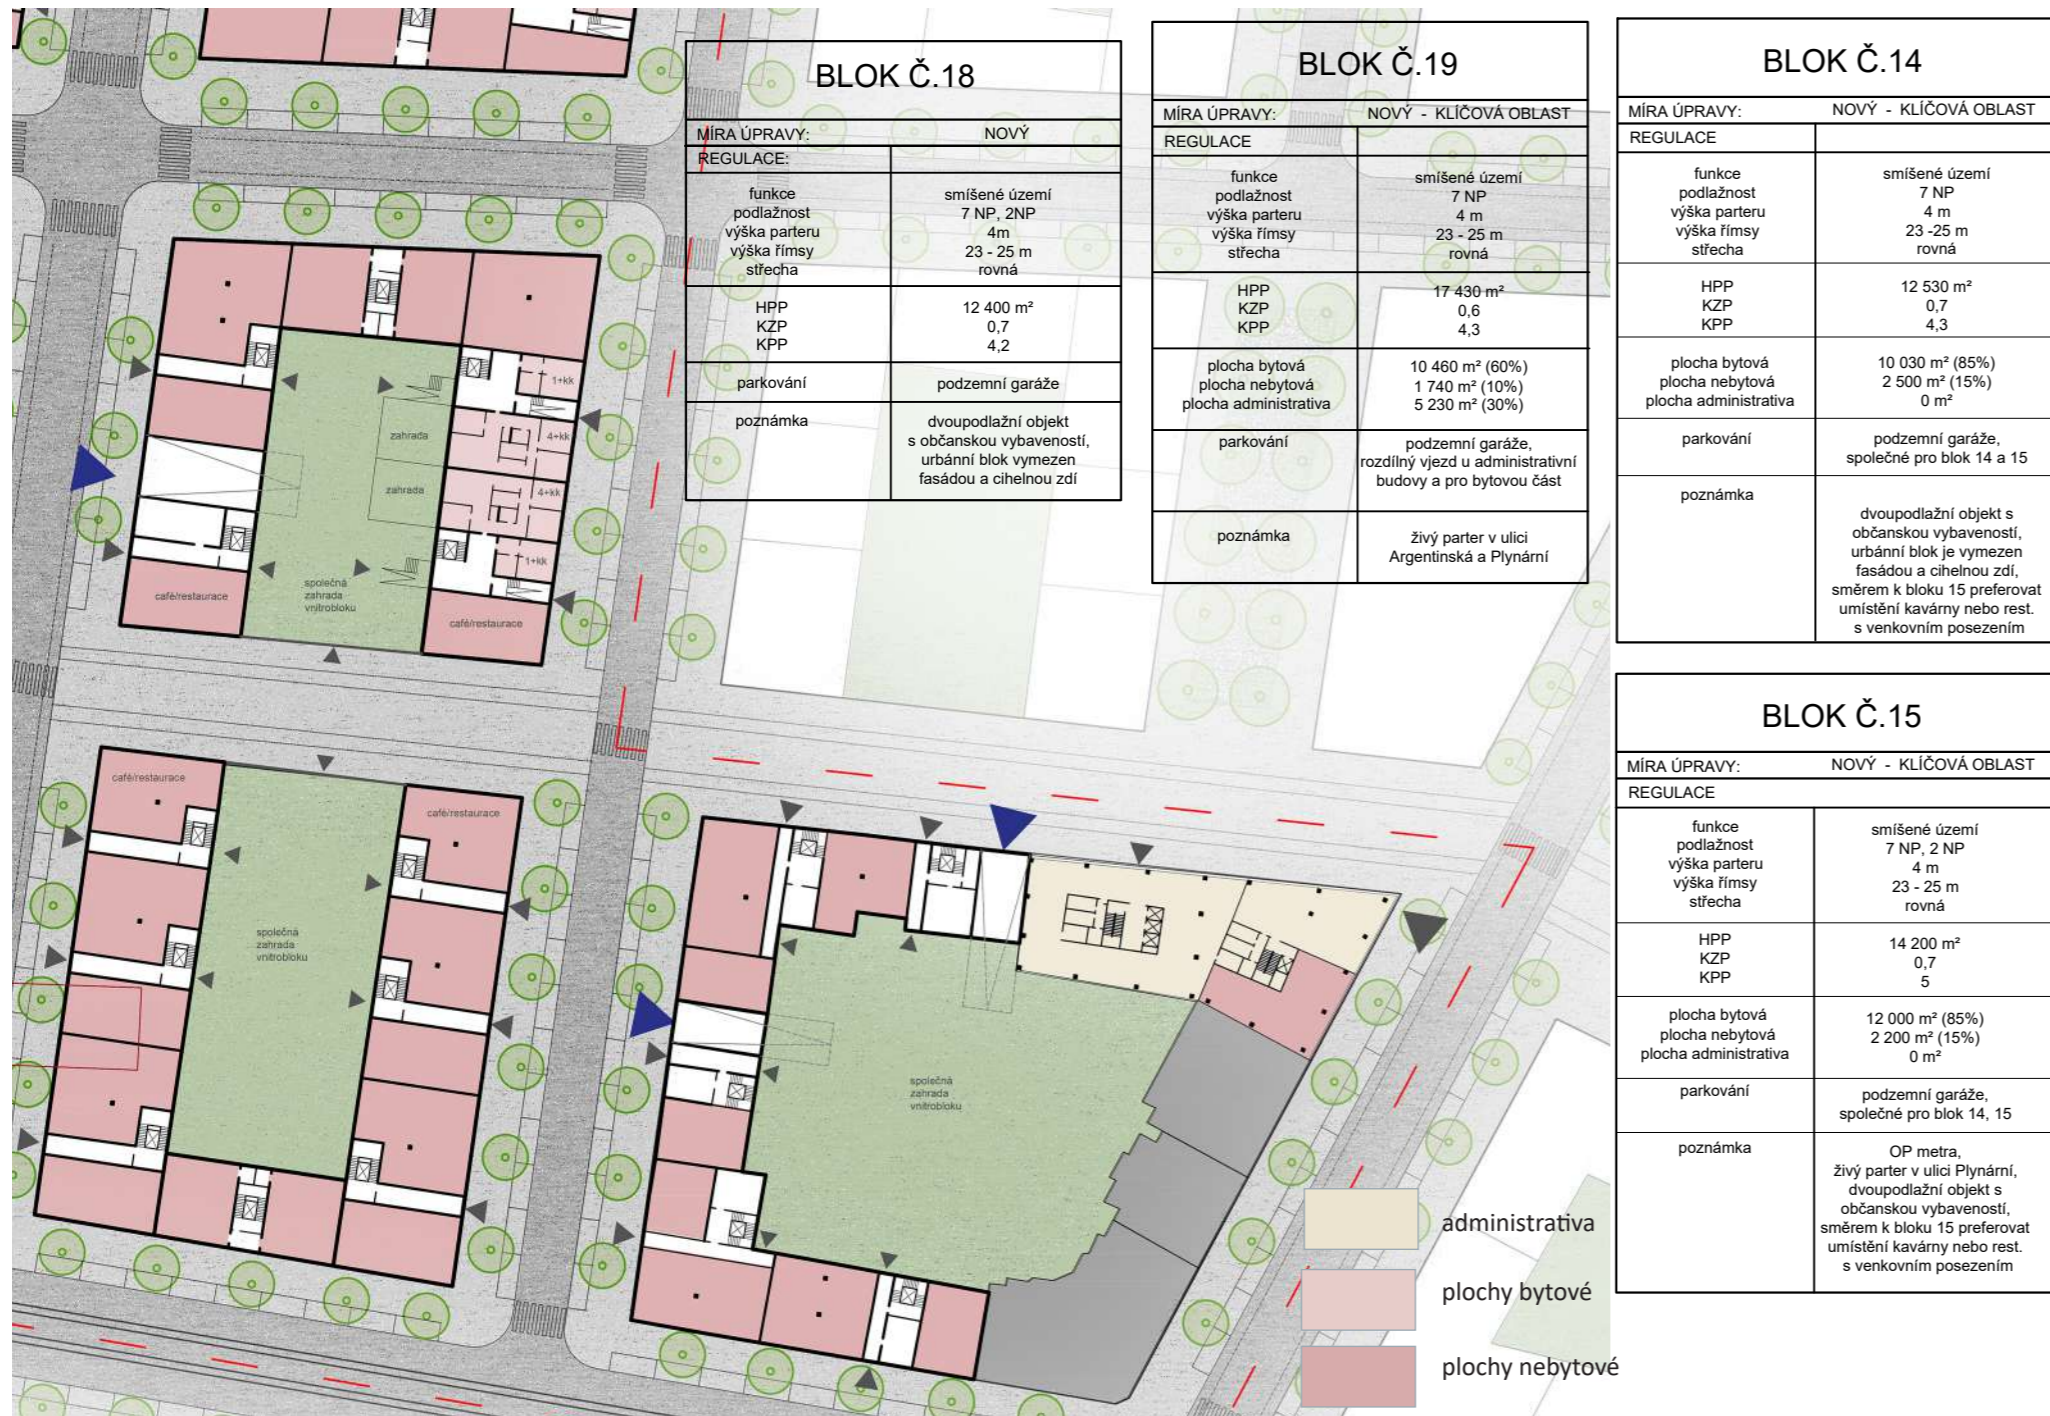 BLOK Č.18
MÍRA ÚPRAVY: NOVÝ
REGULACE:
funkce smíšené území
podlažnost 7 NP, 2NP
výška parteru 4m
výška římsy 23 - 25 m
střecha rovná
HPP 12 400 m²
KZP 0,7
KPP 4,2
parkování podzemní garáže
poznámka dvoupodlažní objekt
s občanskou vybaveností,
urbánní blok vymezen
fasádou a cihelnou zdí
BLOK Č.19
MÍRA ÚPRAVY: NOVÝ - KLÍČOVÁ OBLAST
REGULACE
funkce smíšené území
podlažnost 7 NP
výška parteru 4 m
výška římsy 23 - 25 m
střecha rovná
HPP 17 430 m²
KZP 0,6
KPP 4,3
plocha bytová 10 460 m² (60%)
plocha nebytová 1 740 m² (10%)
plocha administrativa 5 230 m² (30%)
parkování podzemní garáže,
rozdílný vjezd u administrativní
budovy a pro bytovou část
poznámka živý parter v ulici
Argentinská a Plynární
BLOK Č.14
MÍRA ÚPRAVY: NOVÝ - KLÍČOVÁ OBLAST
REGULACE
funkce smíšené území
podlažnost 7 NP
výška parteru 4 m
výška římsy 23 -25 m
střecha rovná
HPP 12 530 m²
KZP 0,7
KPP 4,3
plocha bytová 10 030 m² (85%)
plocha nebytová 2 500 m² (15%)
plocha administrativa 0 m²
parkování podzemní garáže,
společné pro blok 14 a 15
poznámka
dvoupodlažní objekt s
občanskou vybaveností,
urbánní blok je vymezen
fasádou a cihelnou zdí,
směrem k bloku 15 preferovat
umístění kavárny nebo rest.
s venkovním posezením
BLOK Č.15
MÍRA ÚPRAVY: NOVÝ - KLÍČOVÁ OBLAST
REGULACE
funkce smíšené území
podlažnost 7 NP, 2 NP
výška parteru 4 m
výška římsy 23 - 25 m
střecha rovná
HPP 14 200 m²
KZP 0,7
KPP 5
plocha bytová 12 000 m² (85%)
plocha nebytová 2 200 m² (15%)
plocha administrativa 0 m²
parkování podzemní garáže,
společné pro blok 14, 15
poznámka OP metra,
živý parter v ulici Plynární,
dvoupodlažní objekt s
občanskou vybaveností,
směrem k bloku 15 preferovat
umístění kavárny nebo rest.
s venkovním posezením
1+kk
zahrada
4+kk
zahrada
4+kk
1+kk
společná
zahrada
vnitrobloku
café/restaurace
café/restaurace
café/restaurace
café/restaurace
společná
zahrada
vnitrobloku
společná
zahrada
vnitrobloku
administrativa
plochy bytové
plochy nebytové